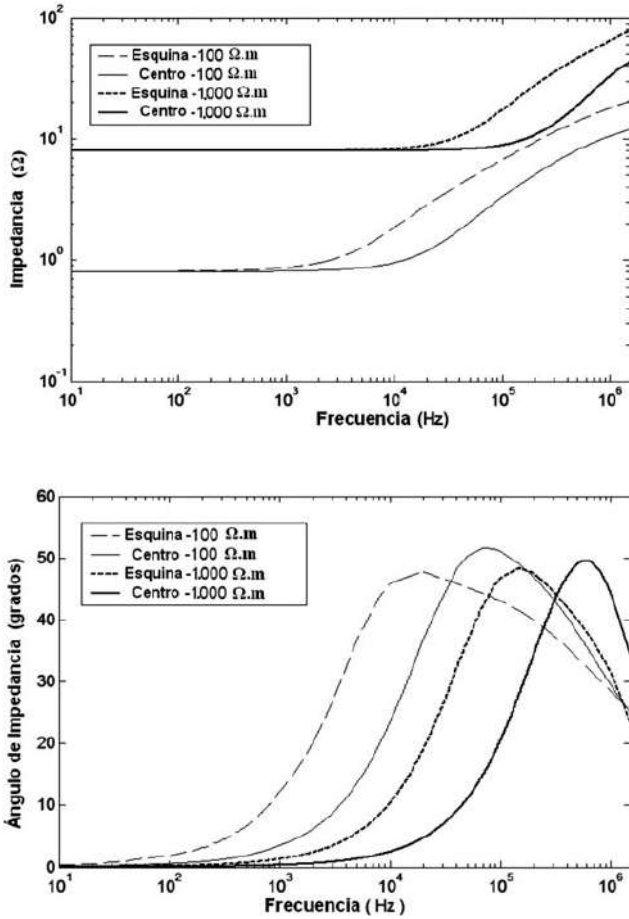 10²
10¹
10⁰
10⁻¹
Impedancia (Ω)
Esquina -100 Ω.m
Centro -100 Ω.m
Esquina -1.000 Ω.m
Centro -1.000 Ω.m
10¹ 10² 10³ 10⁴ 10⁵ 10⁶
Frecuencia (Hz)
60
50
40
30
20
10
0
Ángulo de Impedancia (grados)
Esquina -100 Ω.m
Centro -100 Ω.m
Esquina -1.000 Ω.m
Centro -1.000 Ω.m
10¹ 10² 10³ 10⁴ 10⁵ 10⁶
Frecuencia ( Hz )